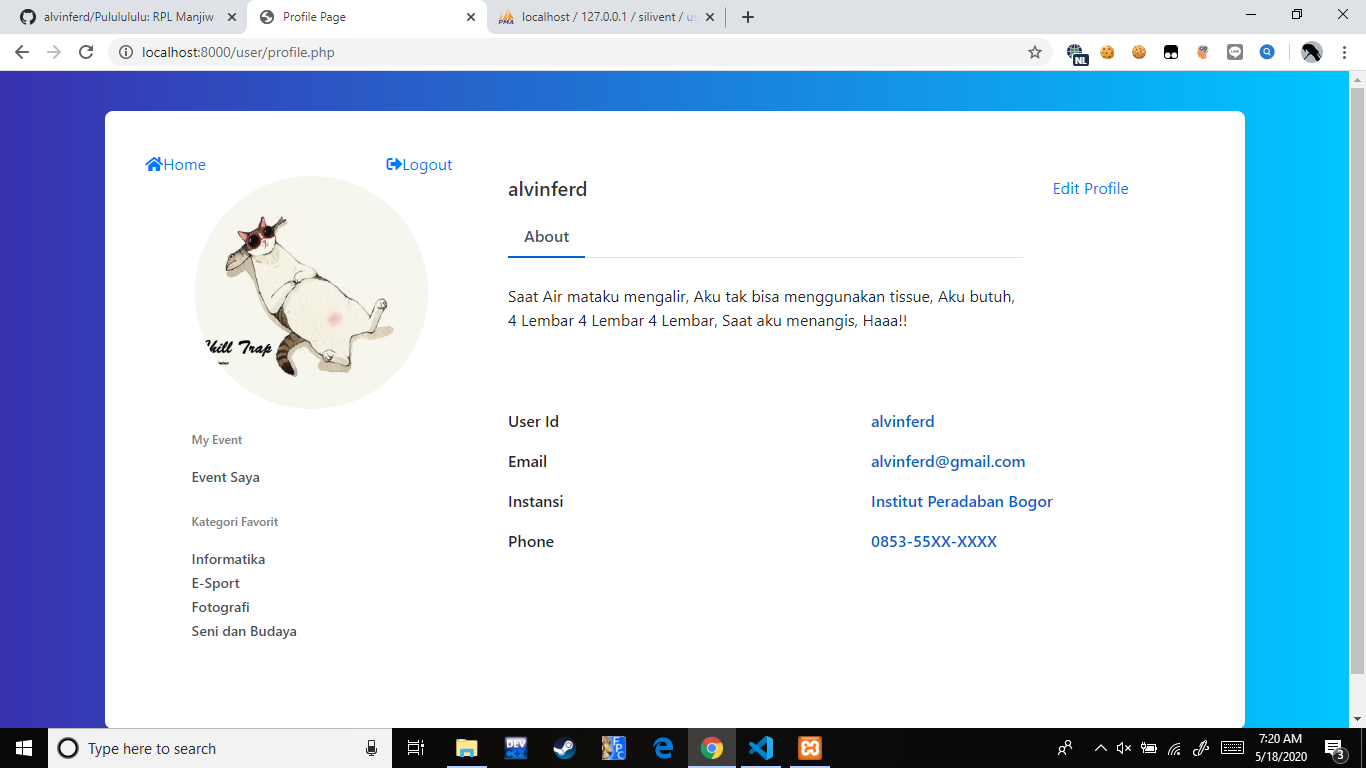 alvinferd/Pululululu: RPL Manjiw
Profile Page
localhost / 127.0.0.1 / silivent / us
localhost:8000/user/profile.php
NL
Home
Logout
alvinferd
Edit Profile
About
Saat Air mataku mengalir, Aku tak bisa menggunakan tissue, Aku butuh,
4 Lembar 4 Lembar 4 Lembar, Saat aku menangis, Haaa!!
hill Trap
My Event
Event Saya
Kategori Favorit
Informatika
E-Sport
Fotografi
Seni dan Budaya
User Id
alvinferd
Email
alvinferd@gmail.com
Instansi
Institut Peradaban Bogor
Phone
0853-55XX-XXXX
Type here to search
DEV
FPC
7:20 AM
5/18/2020
3